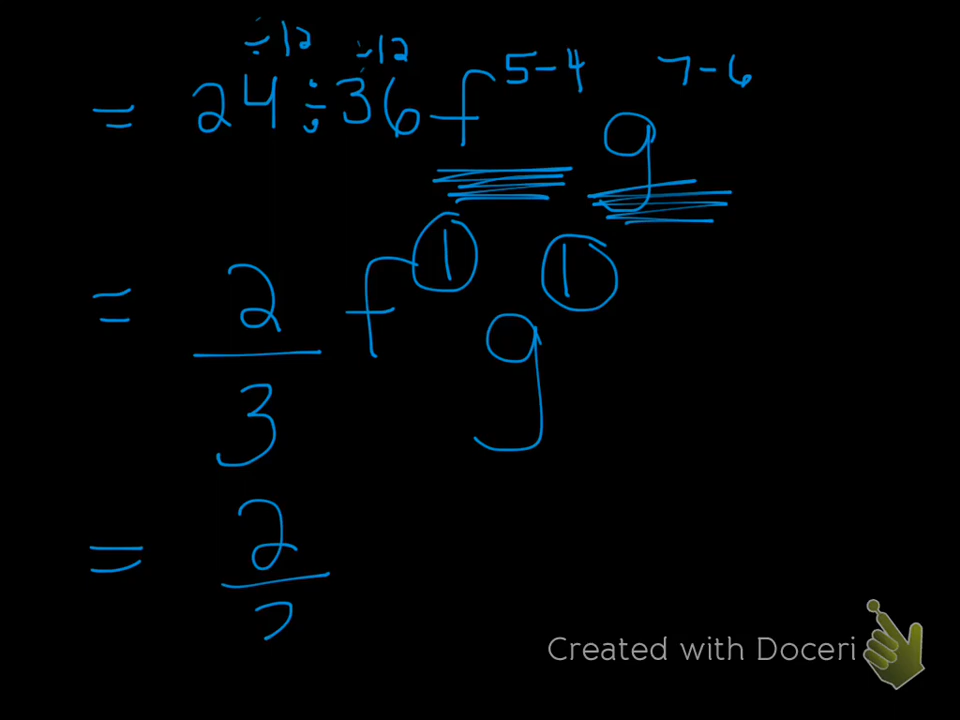 ÷12 ÷12
= 24 ÷ 36 f^5-4 g^7-6
= 2/3 f^1 g^1
= 2/
Created with Doceri